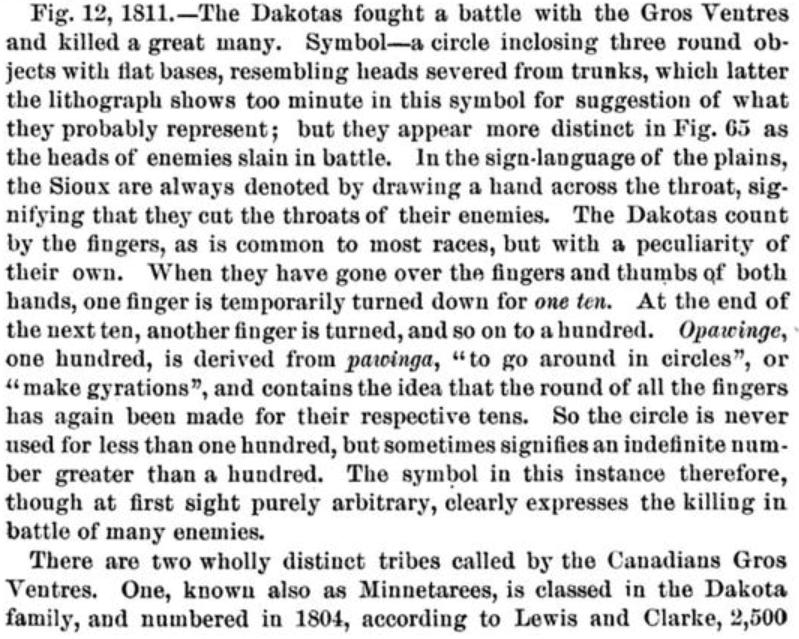 Fig. 12, 1811.—The Dakotas fought a battle with the Gros Ventres
and killed a great many. Symbol—a circle inclosing three round ob-
jects with flat bases, resembling heads severed from trunks, which latter
the lithograph shows too minute in this symbol for suggestion of what
they probably represent; but they appear more distinct in Fig. 65 as
the heads of enemies slain in battle. In the sign-language of the plains,
the Sioux are always denoted by drawing a hand across the throat, sig-
nifying that they cut the throats of their enemies. The Dakotas count
by the fingers, as is common to most races, but with a peculiarity of
their own. When they have gone over the fingers and thumbs of both
hands, one finger is temporarily turned down for one ten. At the end of
the next ten, another finger is turned, and so on to a hundred. Opawinge,
one hundred, is derived from pawinga, "to go around in circles", or
"make gyrations", and contains the idea that the round of all the fingers
has again been made for their respective tens. So the circle is never
used for less than one hundred, but sometimes signifies an indefinite num-
ber greater than a hundred. The symbol in this instance therefore,
though at first sight purely arbitrary, clearly expresses the killing in
battle of many enemies.
There are two wholly distinct tribes called by the Canadians Gros
Ventres. One, known also as Minnetarees, is classed in the Dakota
family, and numbered in 1804, according to Lewis and Clarke, 2,500